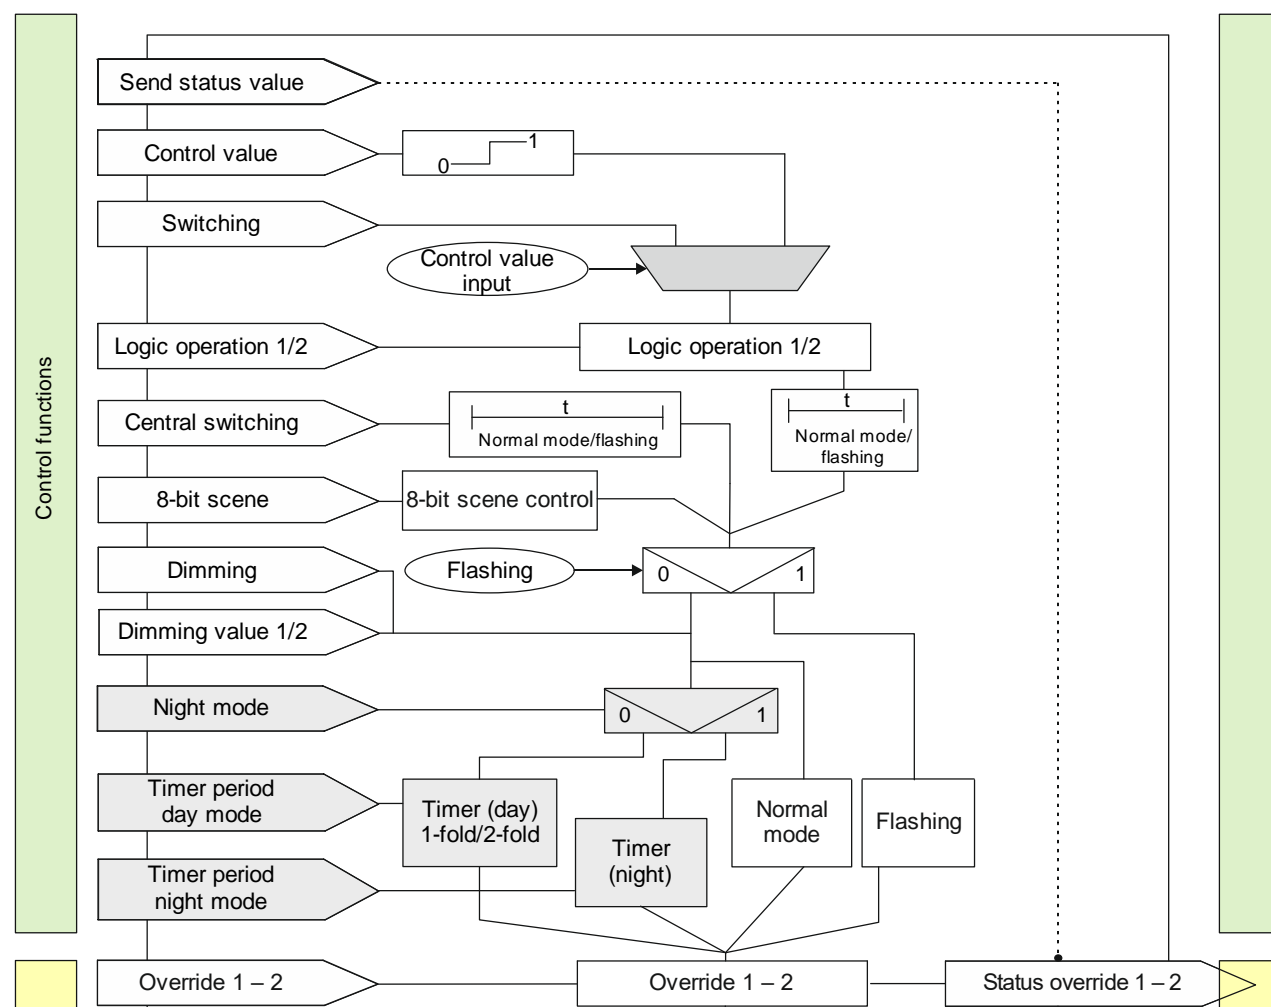 Control functions
Send status value
Control value
0
1
Switching
Control value
input
Logic operation 1/2
Logic operation 1/2
Central switching
t
Normal mode/flashing
t
Normal mode/
flashing
8-bit scene
8-bit scene control
Dimming
Flashing
0
1
Dimming value 1/2
Night mode
0
1
Timer period
day mode
Timer (day)
1-fold/2-fold
Timer
(night)
Normal
mode
Flashing
Timer period
night mode
Override 1 – 2
Override 1 – 2
Status override 1 – 2